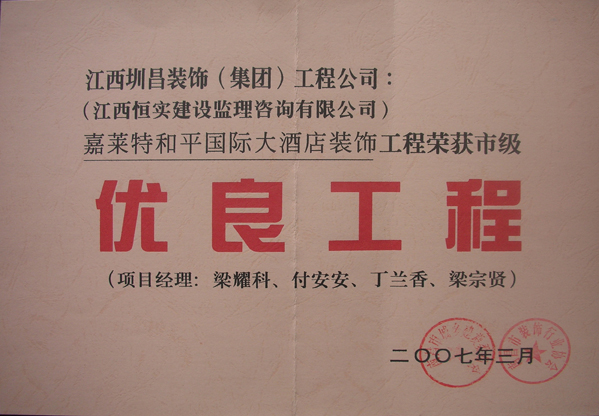 江西圳昌装饰（集团）工程公司：
（江西恒实建设监理咨询有限公司）
嘉莱特和平国际大酒店装饰工程荣获市级
优良工程
（项目经理：梁耀科、付安安、丁兰香、梁宗贤）
二〇〇七年三月